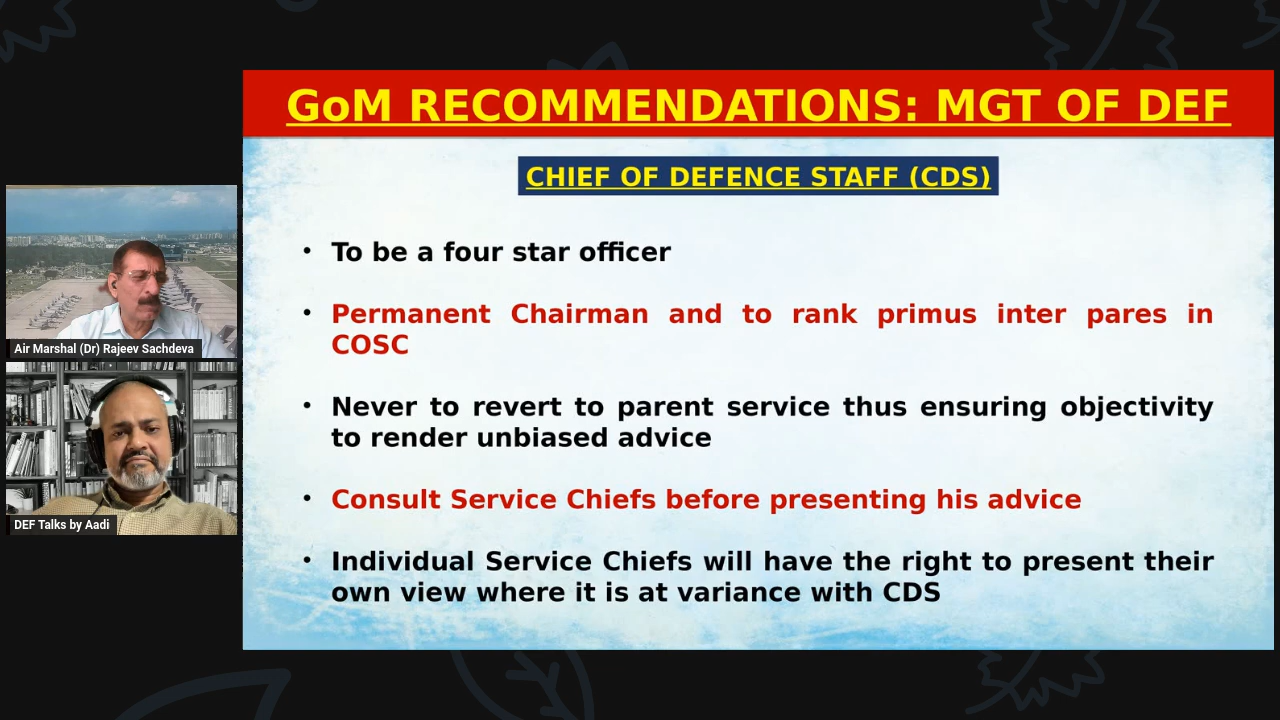 GoM RECOMMENDATIONS: MGT OF DEF
CHIEF OF DEFENCE STAFF (CDS)
• To be a four star officer
• Permanent Chairman and to rank primus inter pares in
COSC
• Never to revert to parent service thus ensuring objectivity
to render unbiased advice
• Consult Service Chiefs before presenting his advice
• Individual Service Chiefs will have the right to present their
own view where it is at variance with CDS
Air Marshal (Dr) Rajeev Sachdeva
DEF Talks by Aadi